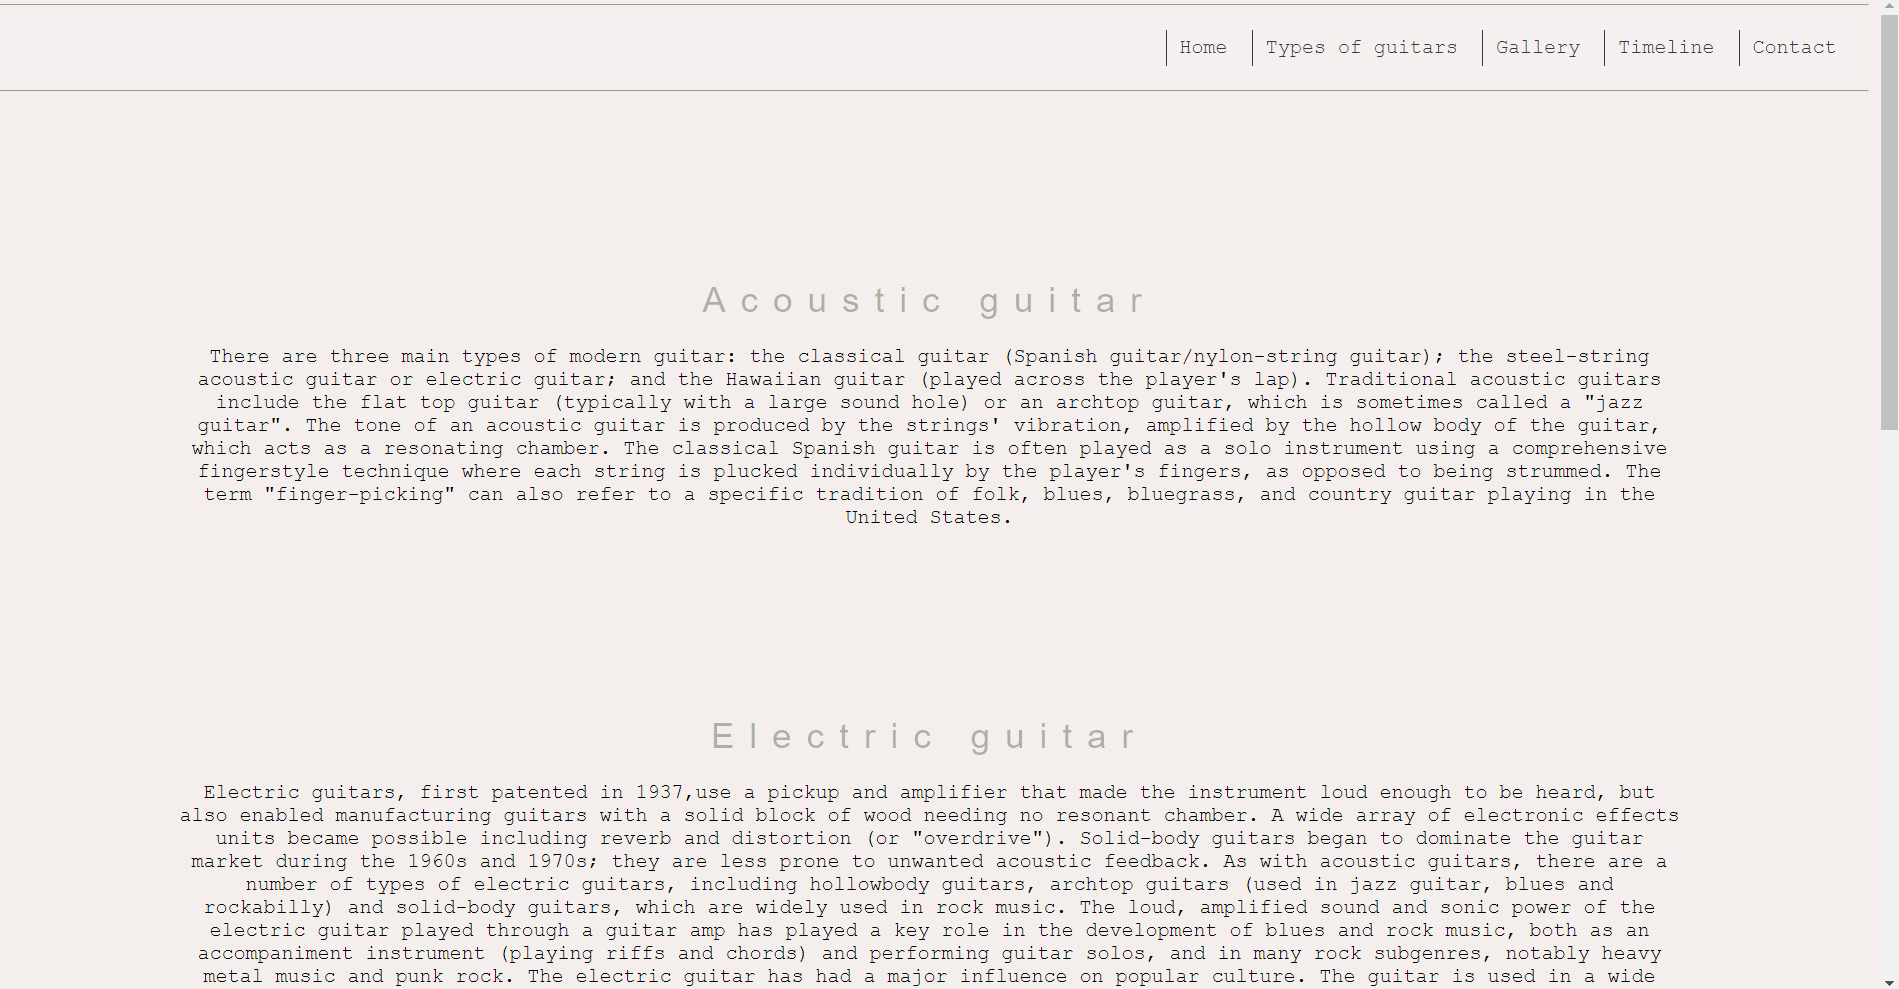 Home
Types of guitars
Gallery
Timeline
Contact
Acoustic guitar
There are three main types of modern guitar: the classical guitar (Spanish guitar/nylon-string guitar); the steel-string
acoustic guitar or electric guitar; and the Hawaiian guitar (played across the player's lap). Traditional acoustic guitars
include the flat top guitar (typically with a large sound hole) or an archtop guitar, which is sometimes called a "jazz
guitar". The tone of an acoustic guitar is produced by the strings' vibration, amplified by the hollow body of the guitar,
which acts as a resonating chamber. The classical Spanish guitar is often played as a solo instrument using a comprehensive
fingerstyle technique where each string is plucked individually by the player's fingers, as opposed to being strummed. The
term "finger-picking" can also refer to a specific tradition of folk, blues, bluegrass, and country guitar playing in the
United States.
Electric guitar
Electric guitars, first patented in 1937,use a pickup and amplifier that made the instrument loud enough to be heard, but
also enabled manufacturing guitars with a solid block of wood needing no resonant chamber. A wide array of electronic effects
units became possible including reverb and distortion (or "overdrive"). Solid-body guitars began to dominate the guitar
market during the 1960s and 1970s; they are less prone to unwanted acoustic feedback. As with acoustic guitars, there are a
number of types of electric guitars, including hollowbody guitars, archtop guitars (used in jazz guitar, blues and
rockabilly) and solid-body guitars, which are widely used in rock music. The loud, amplified sound and sonic power of the
electric guitar played through a guitar amp has played a key role in the development of blues and rock music, both as an
accompaniment instrument (playing riffs and chords) and performing guitar solos, and in many rock subgenres, notably heavy
metal music and punk rock. The electric guitar has had a major influence on popular culture. The guitar is used in a wide